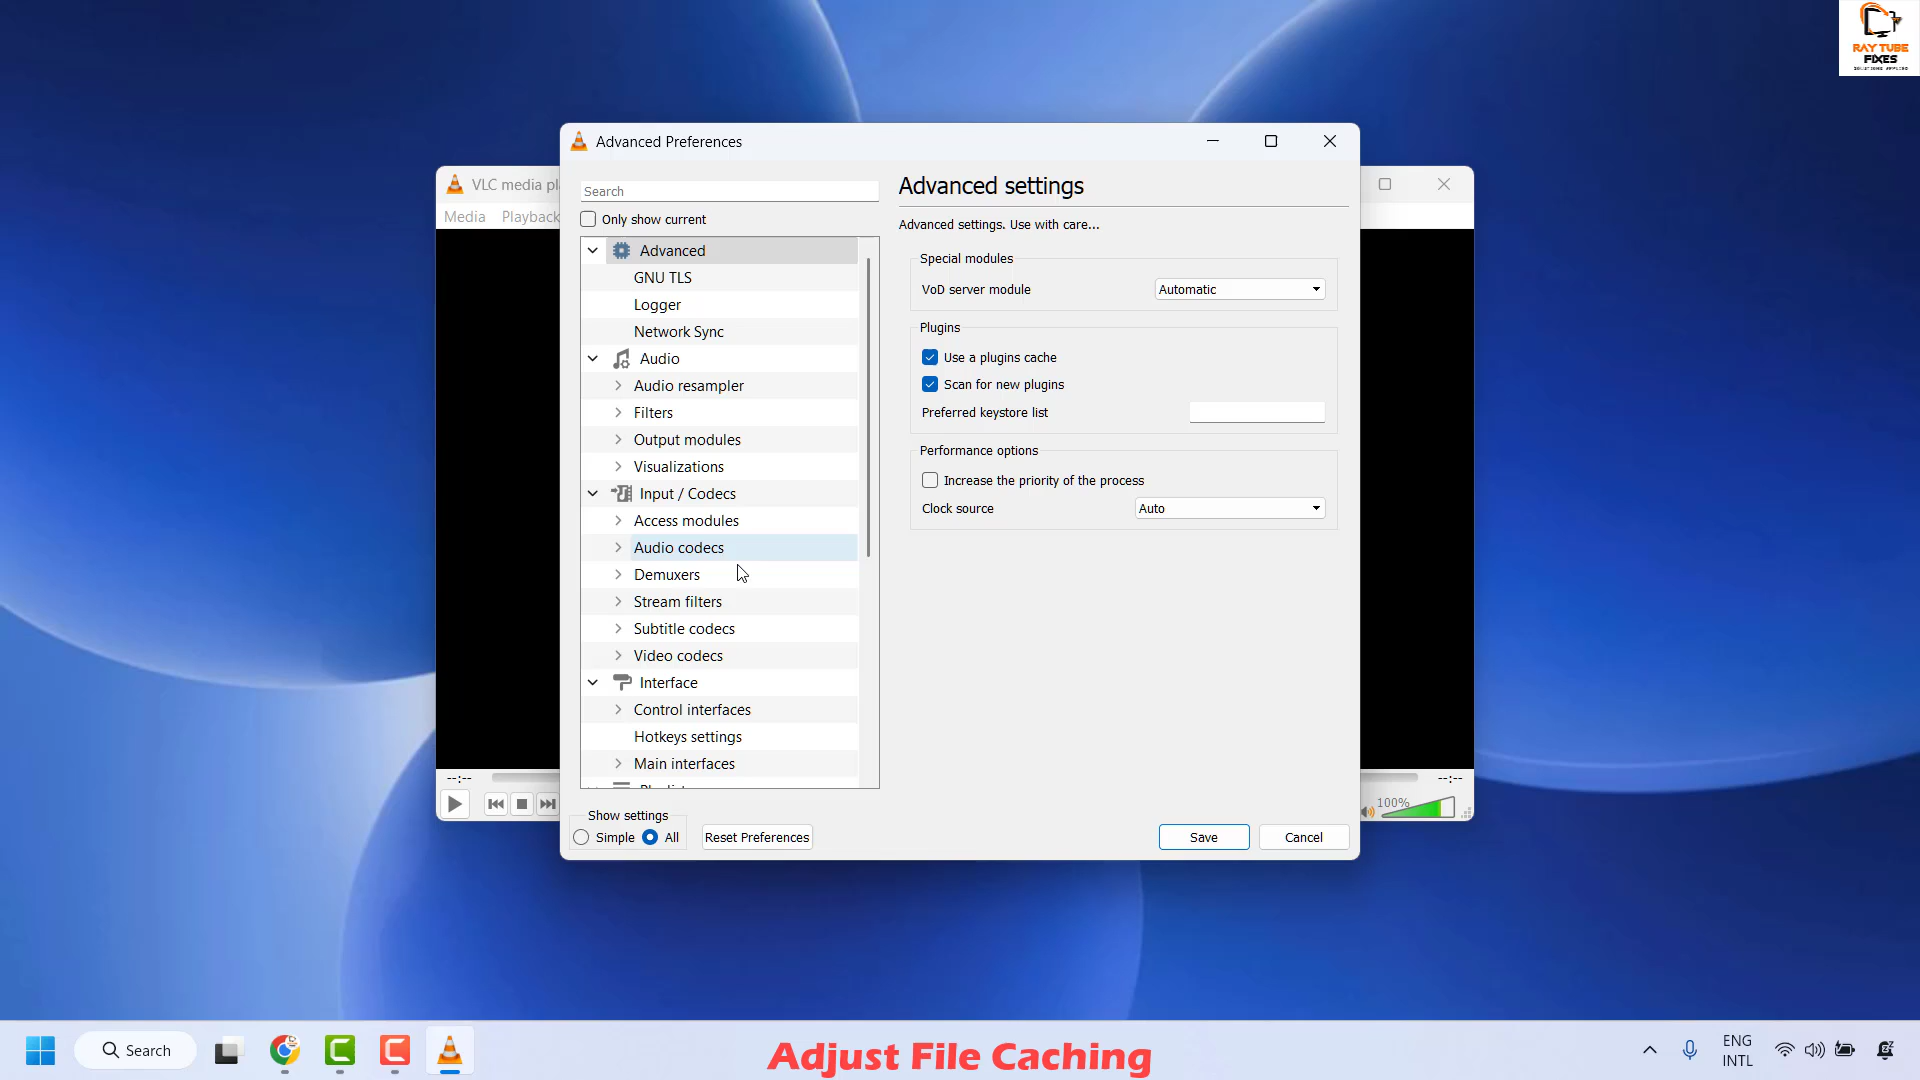 RAY TUBE
FIXES
SOLUTIONS APPLIED
Advanced Preferences
VLC media pl
Media Playback
Search
Only show current
Advanced
GNU TLS
Logger
Network Sync
Audio
Audio resampler
Filters
Output modules
Visualizations
Input / Codecs
Access modules
Audio codecs
Demuxers
Stream filters
Subtitle codecs
Video codecs
Interface
Control interfaces
Hotkeys settings
Main interfaces
Advanced settings
Advanced settings. Use with care...
Special modules
VoD server module Automatic
Plugins
Use a plugins cache
Scan for new plugins
Preferred keystore list
Performance options
Increase the priority of the process
Clock source Auto
--:-- --:--
100%
Show settings
Simple All Reset Preferences Save Cancel
Search
Adjust File Caching
ENG
INTL